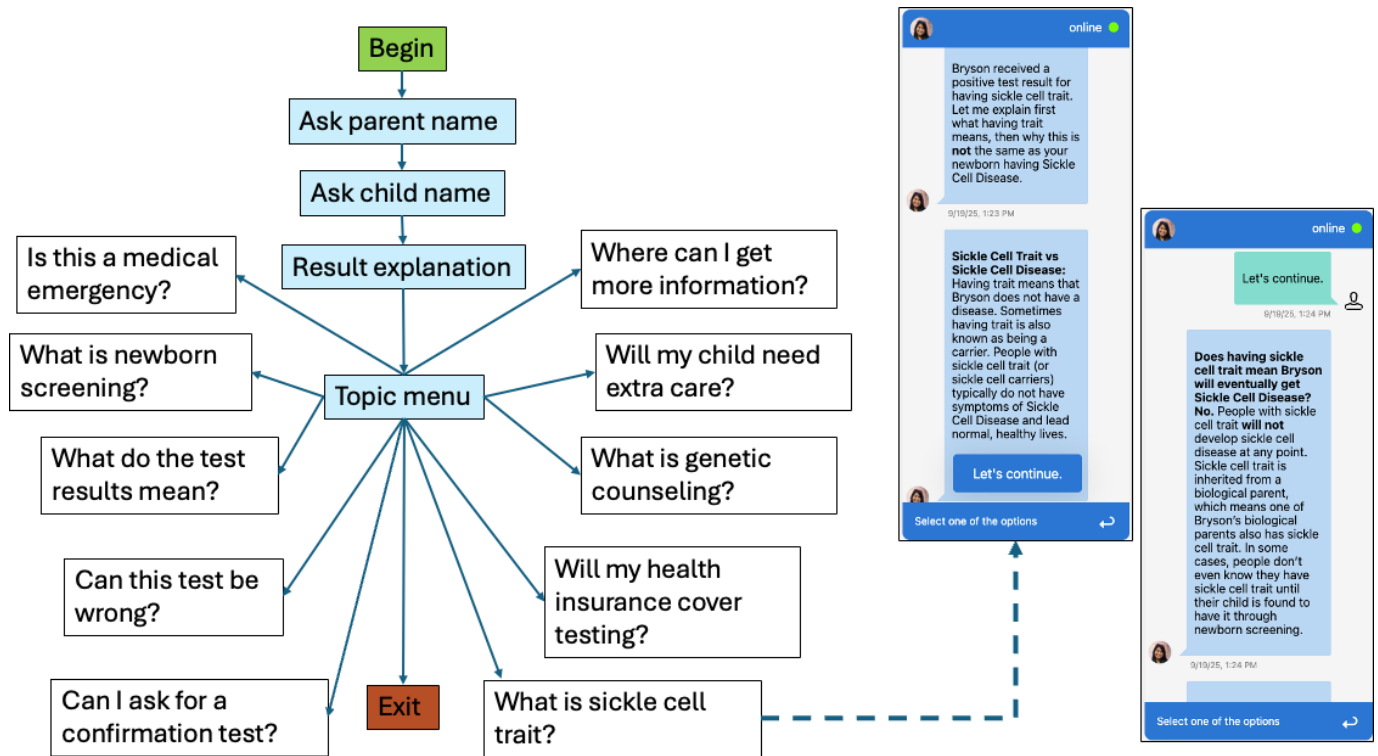 Begin
Ask parent name
Ask child name
Result explanation
Is this a medical
emergency?
Where can I get
more information?
What is newborn
screening?
Will my child need
extra care?
Topic menu
What do the test
results mean?
What is genetic
counseling?
Can this test be
wrong?
Will my health
insurance cover
testing?
Can I ask for a
confirmation test?
Exit
What is sickle cell
trait?
online
Bryson received a
positive test result for
having sickle cell trait.
Let me explain first
what having trait
means, then why this is
not the same as your
newborn having Sickle
Cell Disease.
9/19/25, 1:23 PM
Sickle Cell Trait vs
Sickle Cell Disease:
Having trait means that
Bryson does not have a
disease. Sometimes
having trait is also
known as being a
carrier. People with
sickle cell trait (or
sickle cell carriers)
typically do not have
symptoms of Sickle
Cell Disease and lead
normal, healthy lives.
Let's continue.
Select one of the options
online
Let's continue.
9/19/25, 1:24 PM
Does having sickle
cell trait mean Bryson
will eventually get
Sickle Cell Disease?
No. People with sickle
cell trait will not
develop sickle cell
disease at any point.
Sickle cell trait is
inherited from a
biological parent,
which means one of
Bryson's biological
parents also has sickle
cell trait. In some
cases, people don't
even know they have
sickle cell trait until
their child is found to
have it through
newborn screening.
9/19/25, 1:24 PM
Select one of the options